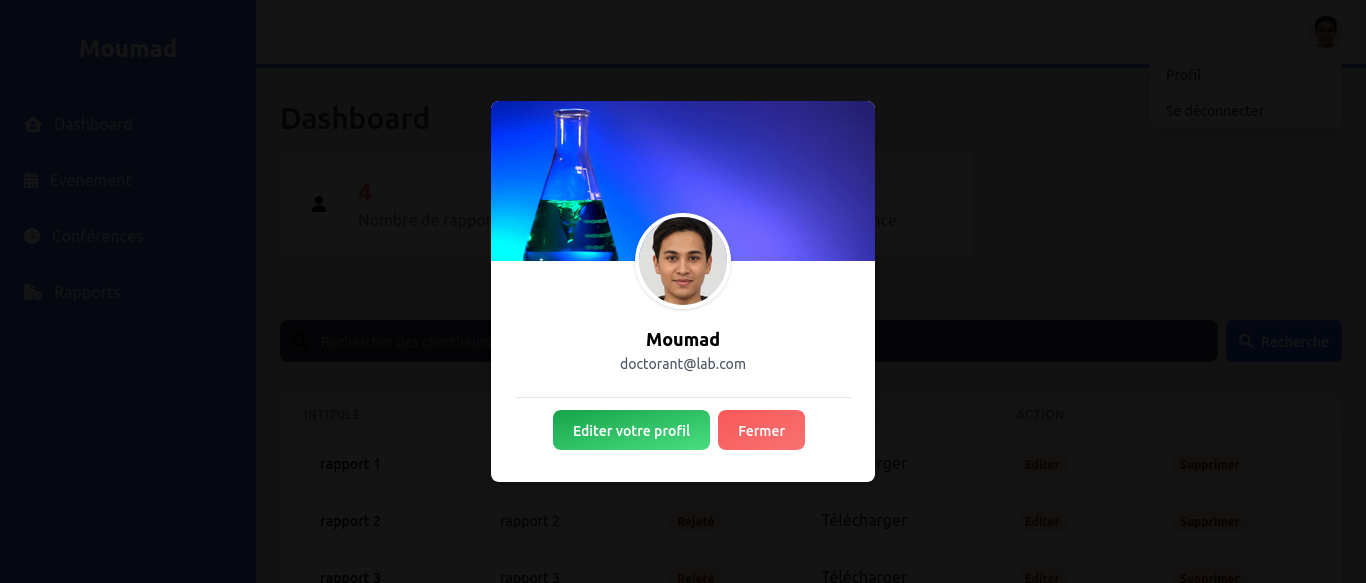 Moumad
Profil
Se déconnecter
Dashboard
Evenement
Conférences
Rapports
Dashboard
4
Nombre de rappor
nce
Moumad
doctorant@lab.com
Editer votre profil
Fermer
Rechercher des chercheurs
Recherche
INTITULE
ACTION
rapport 1
rger
Editer
Supprimer
rapport 2
rapport 2
Rejeté
Télécharger
Editer
Supprimer
rapport 3
rapport 3
Rejeté
Télécharger
Editer
Supprimer